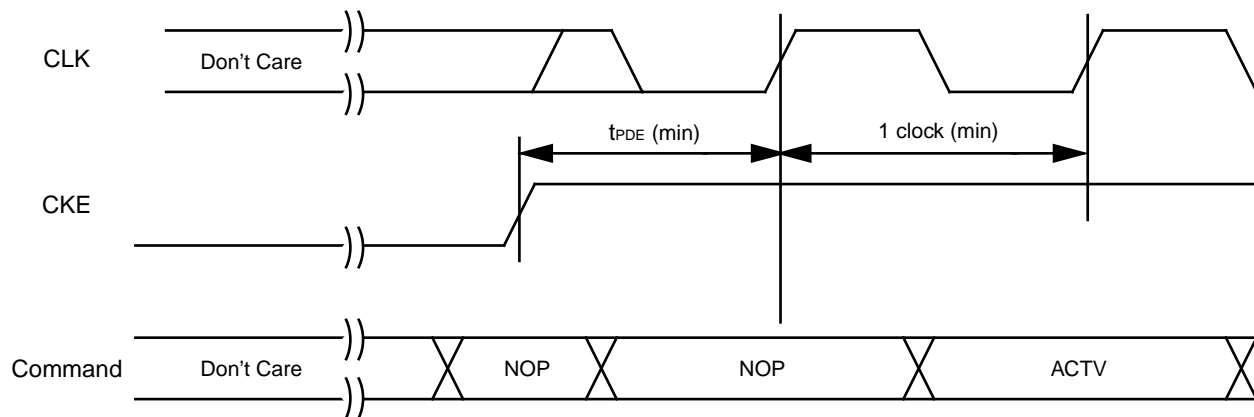 CLK
Don't Care
tPDE (min)
1 clock (min)
CKE
Command
Don't Care
NOP
NOP
ACTV